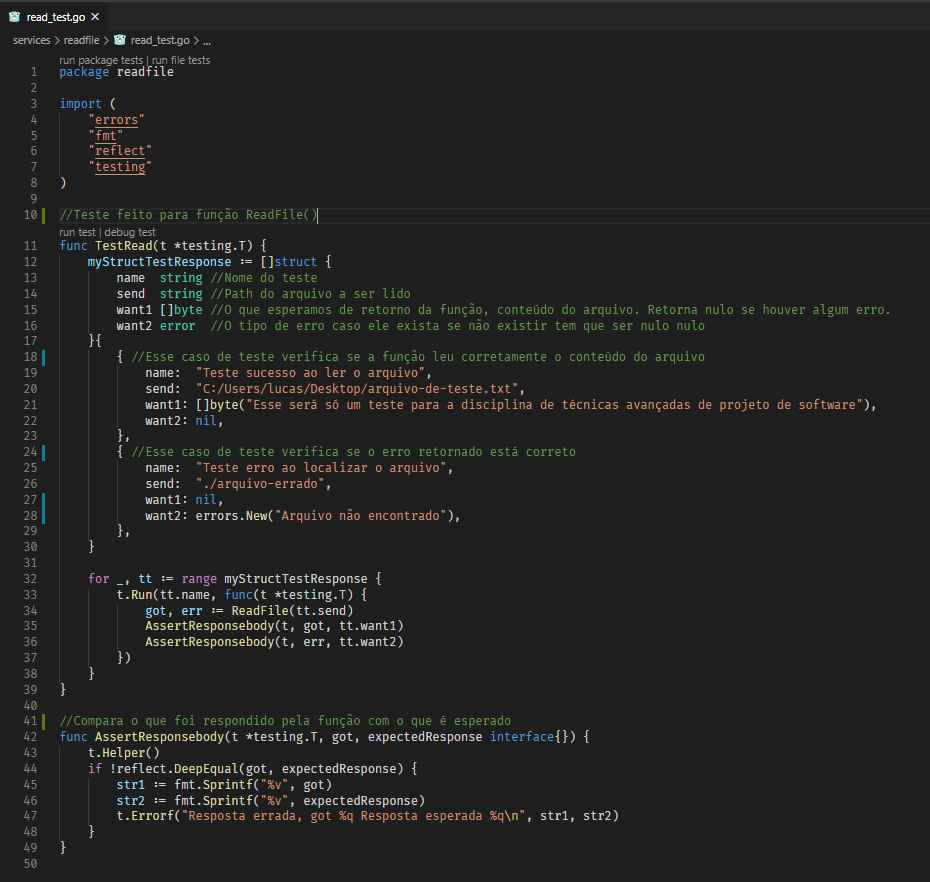 read_test.go ×
services > readfile > read_test.go > ...
run package tests | run file tests
1 package readfile
2
3 import (
4     "errors"
5     "fmt"
6     "reflect"
7     "testing"
8 )
9
10 //Teste feito para função ReadFile()
run test | debug test
11 func TestRead(t *testing.T) {
12     myStructTestResponse := []struct {
13         name  string //Nome do teste
14         send  string //Path do arquivo a ser lido
15         want1 []byte //O que esperamos de retorno da função, conteúdo do arquivo. Retorna nulo se houver algum erro.
16         want2 error  //O tipo de erro caso ele exista se não existir tem que ser nulo nulo
17     }{
18         { //Esse caso de teste verifica se a função leu corretamente o conteúdo do arquivo
19             name:  "Teste sucesso ao ler o arquivo",
20             send:  "C:/Users/lucas/Desktop/arquivo-de-teste.txt",
21             want1: []byte("Esse será só um teste para a disciplina de técnicas avançadas de projeto de software"),
22             want2: nil,
23         },
24         { //Esse caso de teste verifica se o erro retornado está correto
25             name:  "Teste erro ao localizar o arquivo",
26             send:  "./arquivo-errado",
27             want1: nil,
28             want2: errors.New("Arquivo não encontrado"),
29         },
30     }
31
32     for _, tt := range myStructTestResponse {
33         t.Run(tt.name, func(t *testing.T) {
34             got, err := ReadFile(tt.send)
35             AssertResponsebody(t, got, tt.want1)
36             AssertResponsebody(t, err, tt.want2)
37         })
38     }
39 }
40
41 //Compara o que foi respondido pela função com o que é esperado
42 func AssertResponsebody(t *testing.T, got, expectedResponse interface{}) {
43     t.Helper()
44     if !reflect.DeepEqual(got, expectedResponse) {
45         str1 := fmt.Sprintf("%v", got)
46         str2 := fmt.Sprintf("%v", expectedResponse)
47         t.Errorf("Resposta errada, got %q Resposta esperada %q\n", str1, str2)
48     }
49 }
50